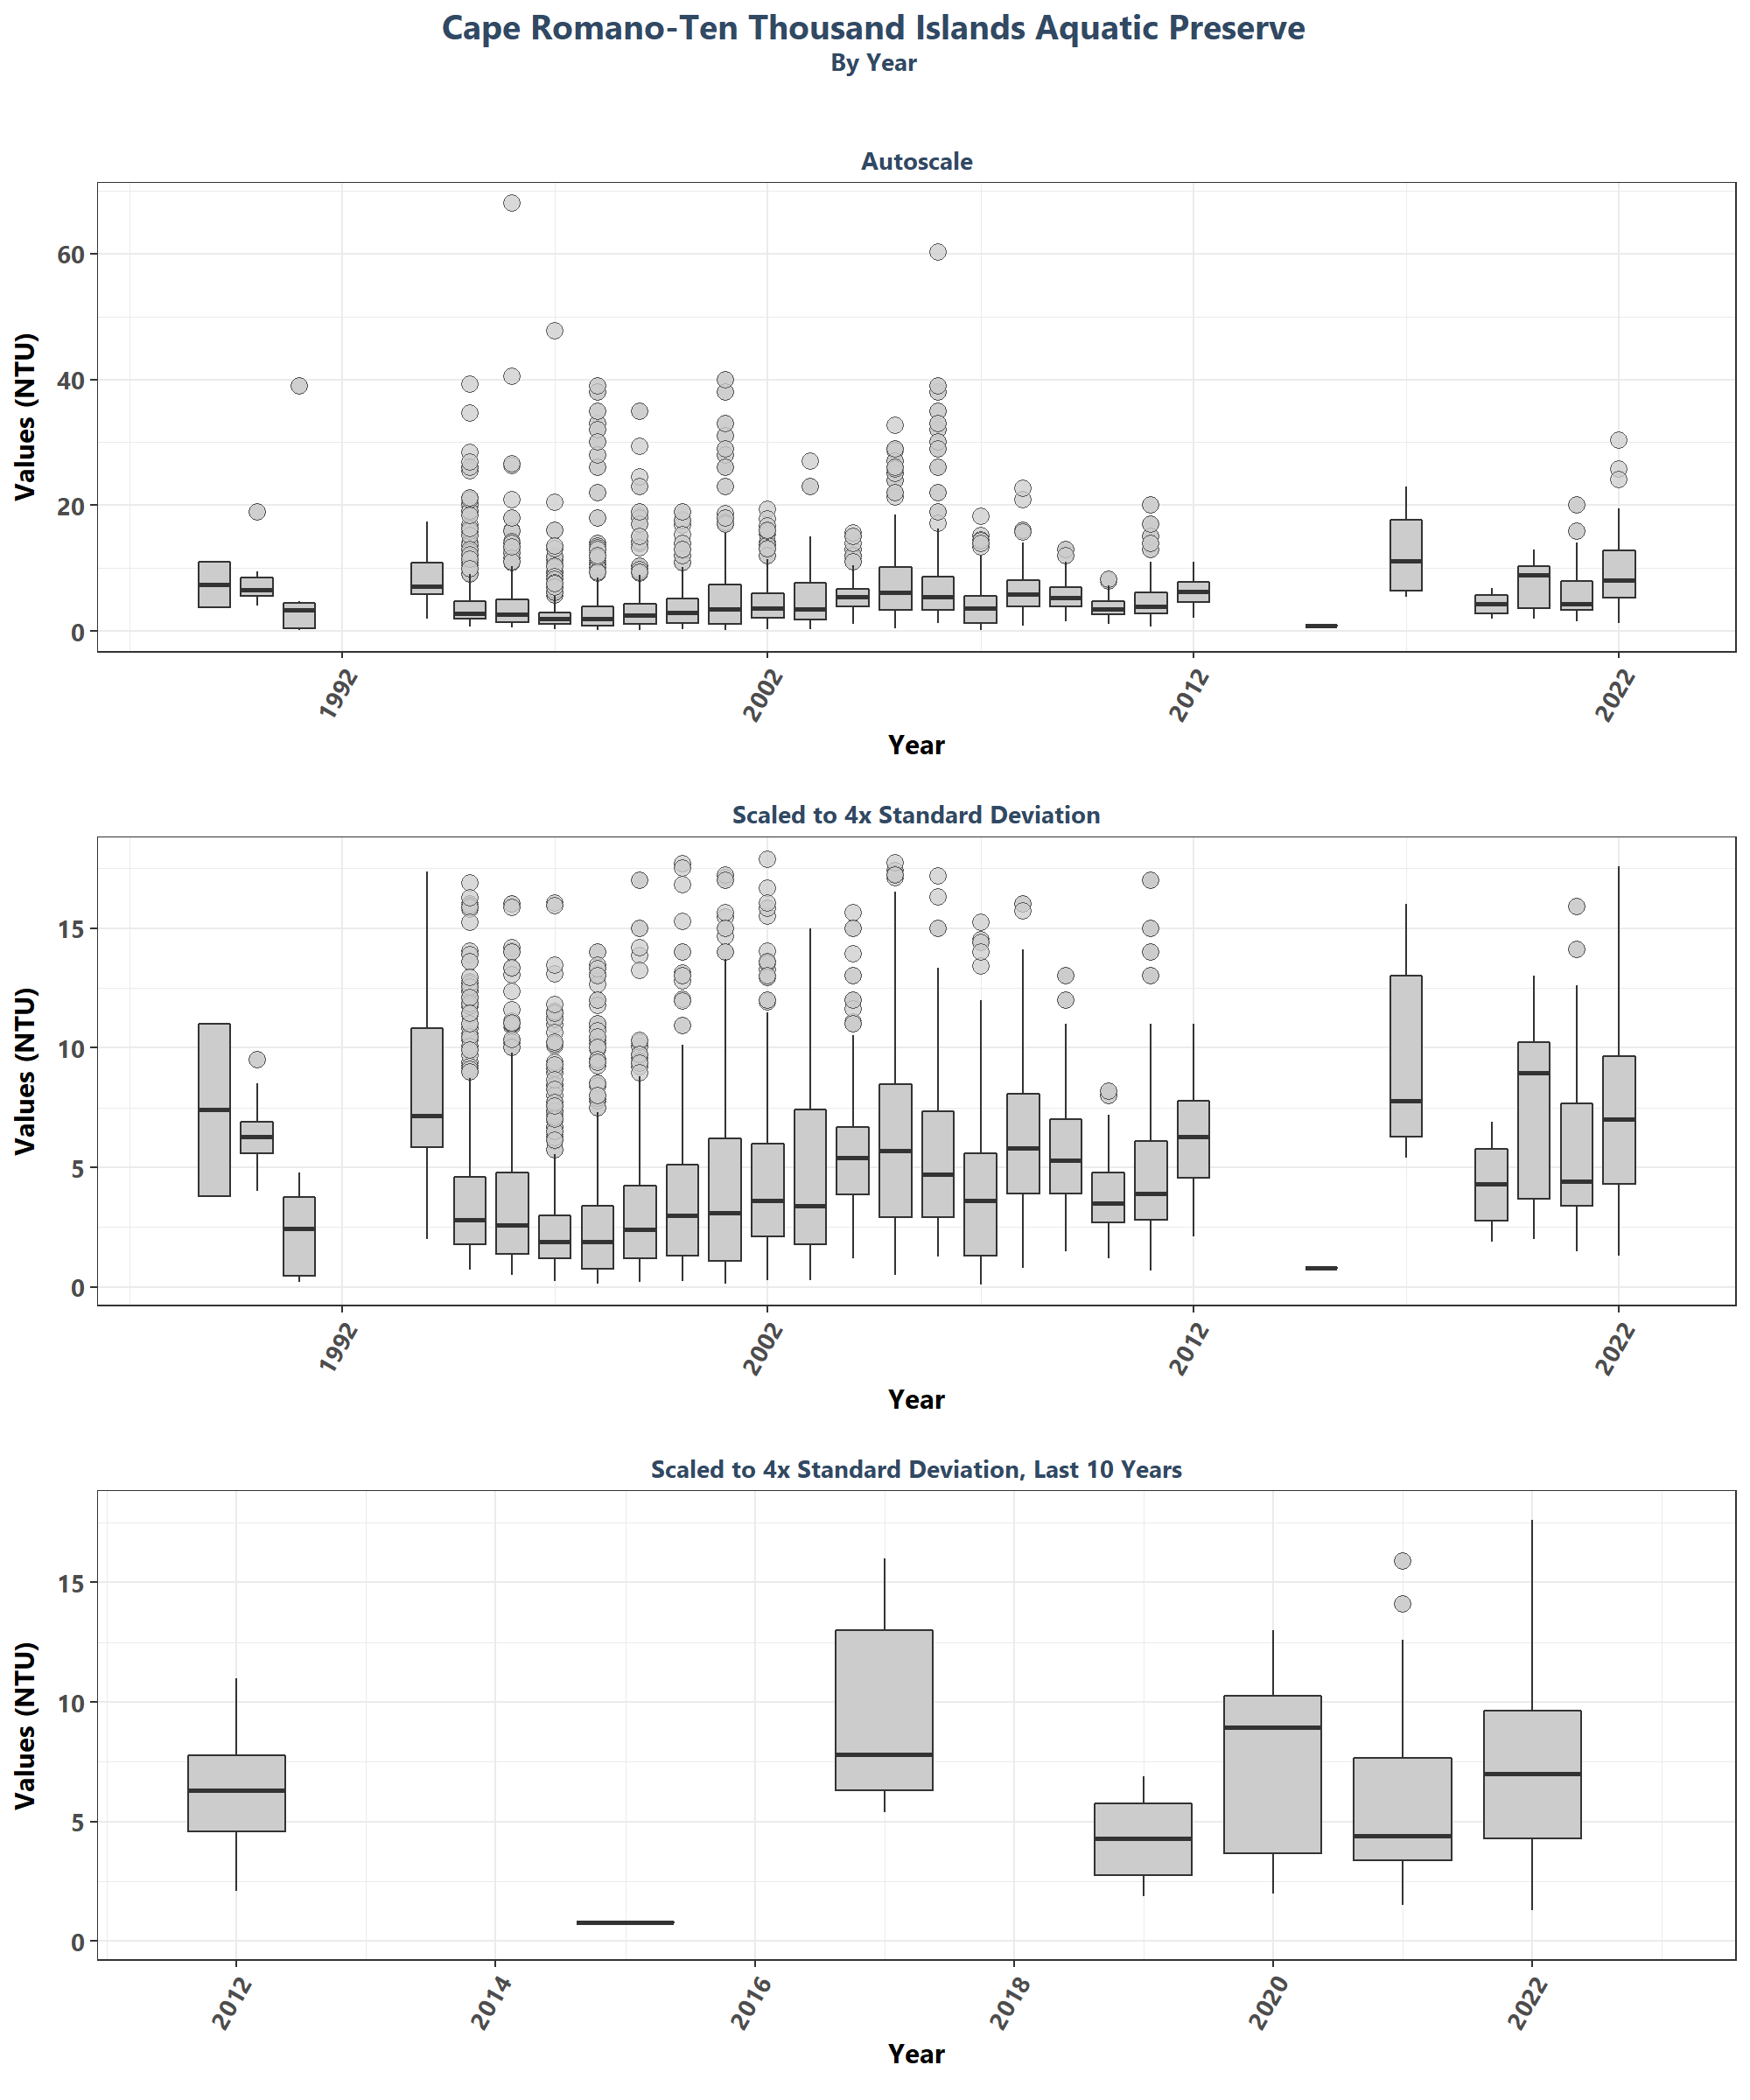 Cape Romano-Ten Thousand Islands Aquatic Preserve
By Year
Autoscale
Values (NTU)
60
40
20
0
1992
2002
2012
2022
Year
Scaled to 4x Standard Deviation
Values (NTU)
15
10
5
0
1992
2002
2012
2022
Year
Scaled to 4x Standard Deviation, Last 10 Years
Values (NTU)
15
10
5
0
2012
2014
2016
2018
2020
2022
Year